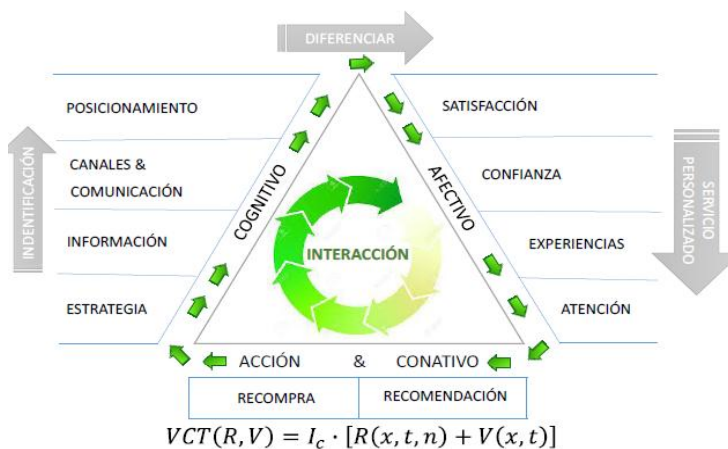 DIFERENCIAR
POSICIONAMIENTO
SATISFACCIÓN
CANALES &
COMUNICACIÓN
CONFIANZA
INFORMACIÓN
EXPERIENCIAS
ESTRATEGIA
ATENCIÓN
INDENTIFICACIÓN
COGNITIVO
AFECTIVO
SERVICIO
PERSONALIZADO
INTERACCIÓN
ACCIÓN & CONATIVO
RECOMPRA
RECOMENDACIÓN
VCT(R,V) = I_c · [R(x,t,n) + V(x,t)]